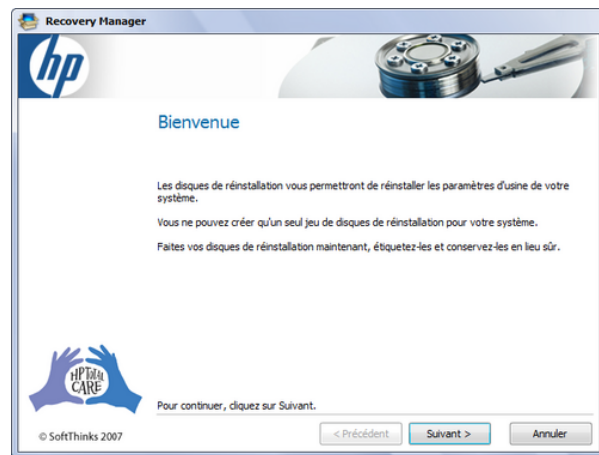 Recovery Manager
hp
Bienvenue
Les disques de réinstallation vous permettront de réinstaller les paramètres d'usine de votre
système.
Vous ne pouvez créer qu'un seul jeu de disques de réinstallation pour votre système.
Faites vos disques de réinstallation maintenant, étiquetez-les et conservez-les en lieu sûr.
HP Total
CARE
Pour continuer, cliquez sur Suivant.
© SoftThinks 2007
< Précédent
Suivant >
Annuler